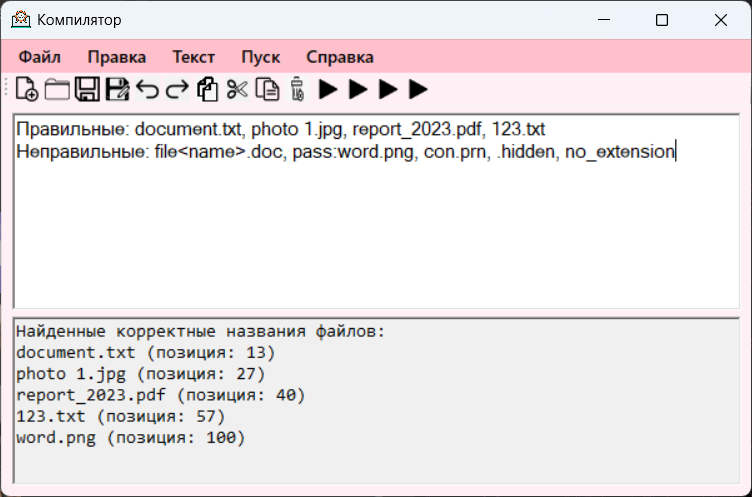 Компилятор
Файл Правка Текст Пуск Справка
Правильные: document.txt, photo 1.jpg, report_2023.pdf, 123.txt
Неправильные: file<name>.doc, pass:word.png, con.prn, .hidden, no_extension
Найденные корректные названия файлов:
document.txt (позиция: 13)
photo 1.jpg (позиция: 27)
report_2023.pdf (позиция: 40)
123.txt (позиция: 57)
word.png (позиция: 100)